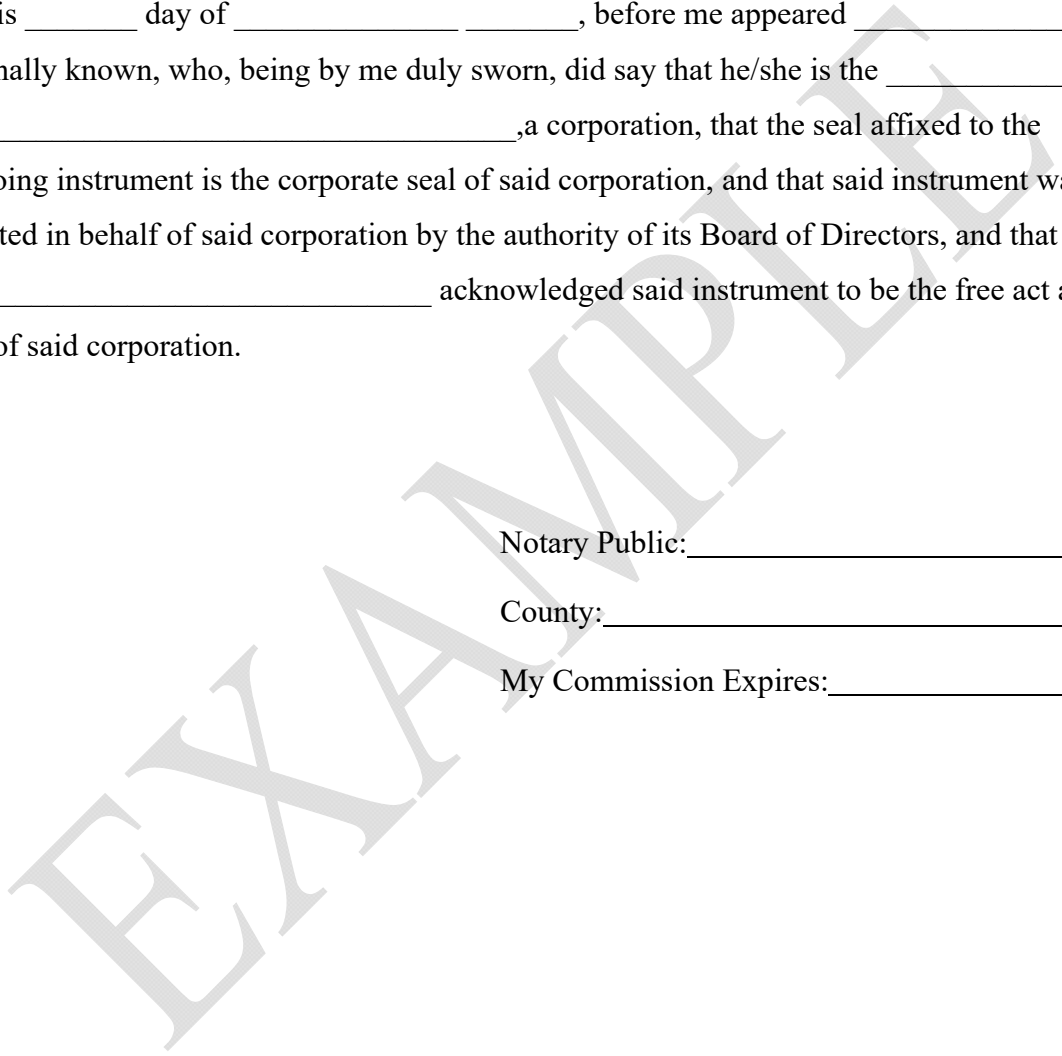 is _______ day of ______________ _______, before me appeared _____________
nally known, who, being by me duly sworn, did say that he/she is the ___________
________________________________,a corporation, that the seal affixed to the
oing instrument is the corporate seal of said corporation, and that said instrument wa
ted in behalf of said corporation by the authority of its Board of Directors, and that
___________________________ acknowledged said instrument to be the free act a
of said corporation.
Notary Public:
County:
My Commission Expires:
EXAMPLE